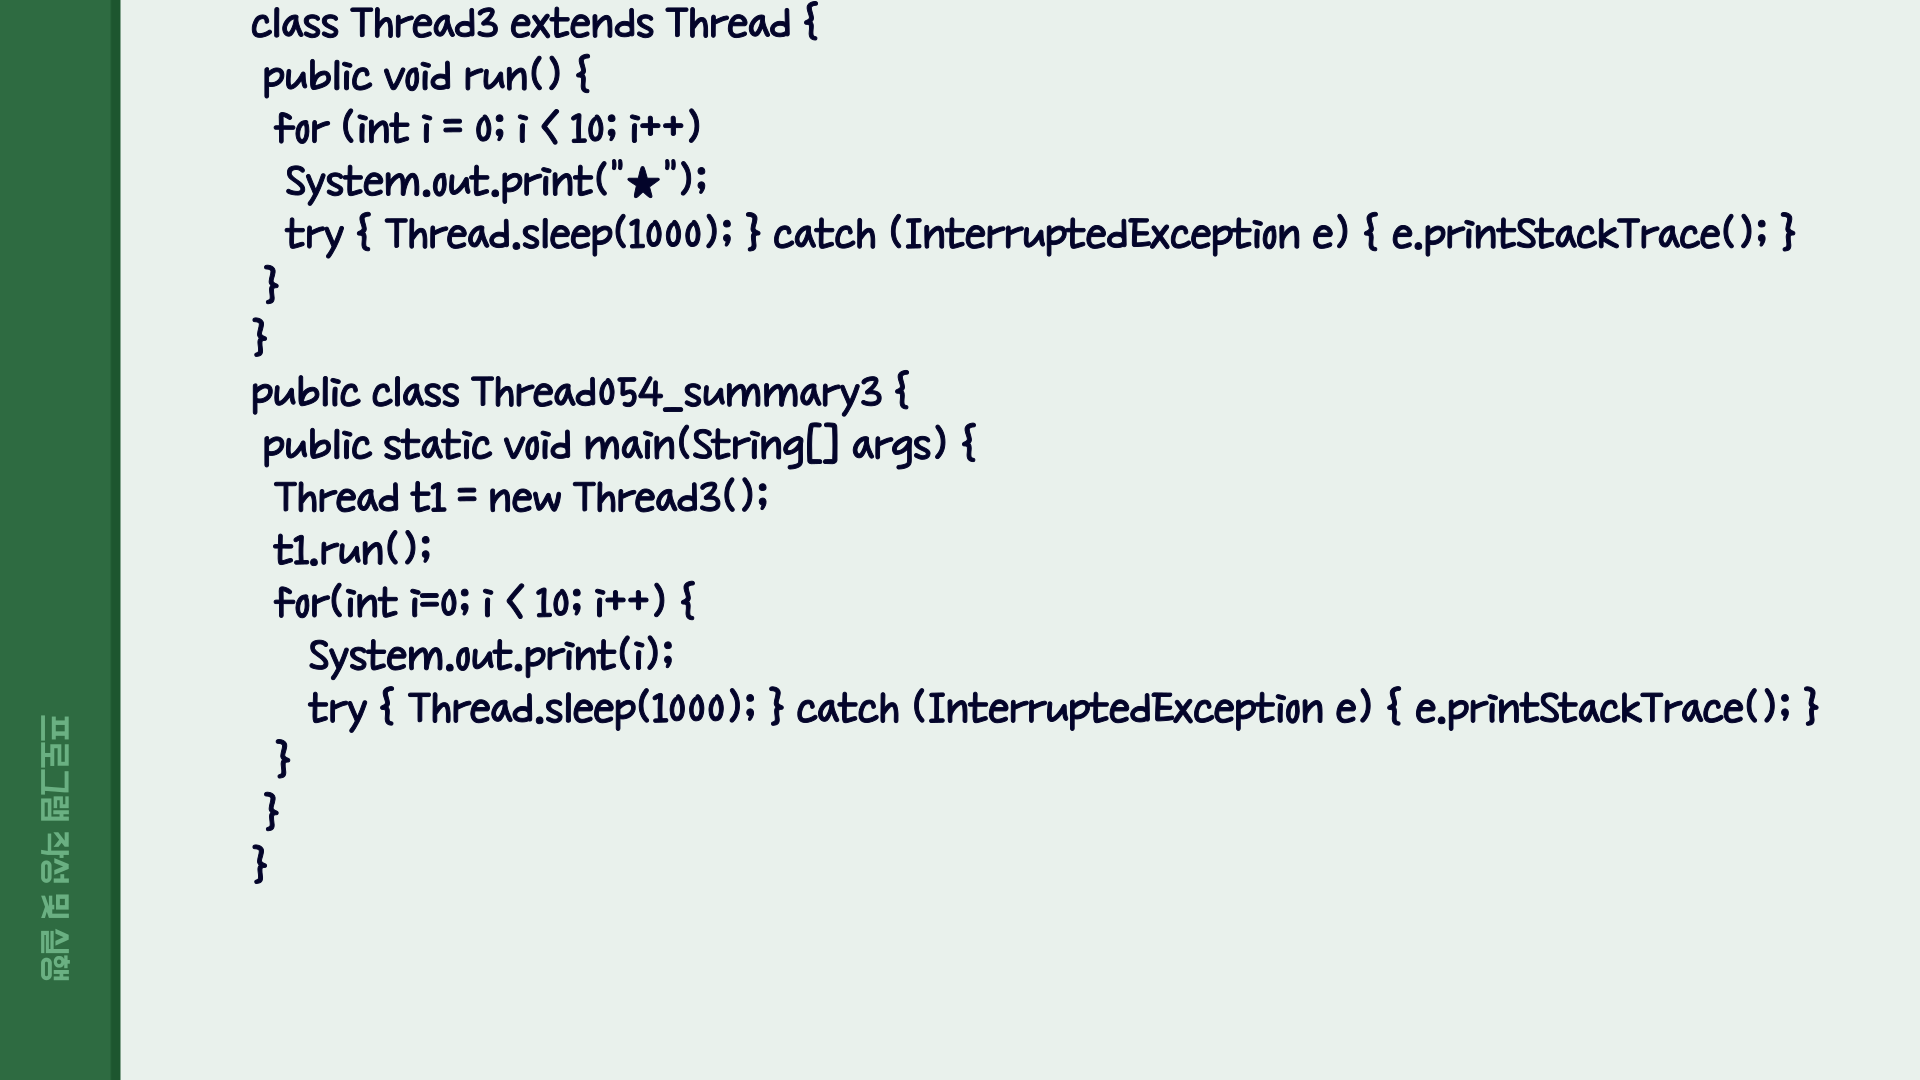 class Thread3 extends Thread {
public void run() {
for (int i = 0; i < 10; i++)
System.out.print("★");
try { Thread.sleep(1000); } catch (InterruptedException e) { e.printStackTrace(); }
}
}
public class Thread054_summary3 {
public static void main(String[] args) {
Thread t1 = new Thread3();
t1.run();
for(int i=0; i < 10; i++) {
System.out.print(i);
try { Thread.sleep(1000); } catch (InterruptedException e) { e.printStackTrace(); }
}
}
}
프로그램 작성 및 실행